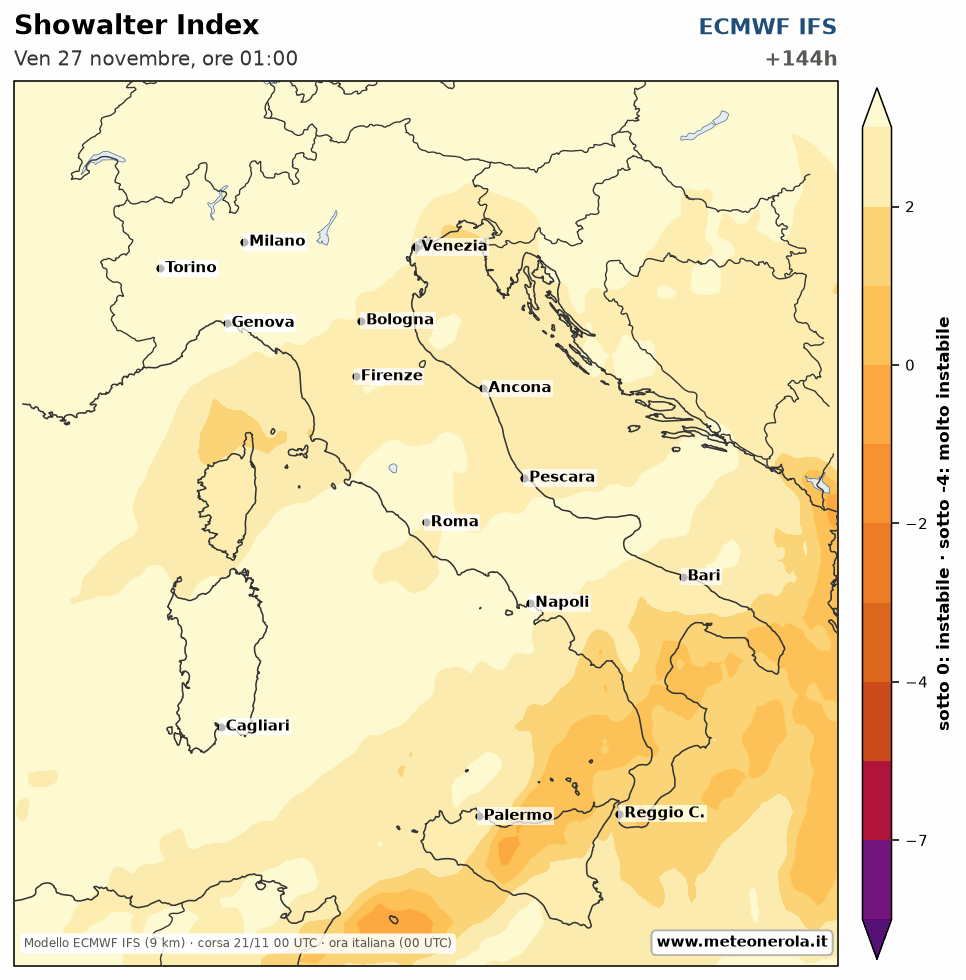 Showalter Index
ECMWF IFS
Ven 27 novembre, ore 01:00
+144h
Milano
Venezia
Torino
Genova
Bologna
Firenze
Ancona
Pescara
Roma
Bari
Napoli
Cagliari
Palermo
Reggio C.
2
0
−2
−4
−7
sotto 0: instabile · sotto -4: molto instabile
Modello ECMWF IFS (9 km) · corsa 21/11 00 UTC · ora italiana (00 UTC)
www.meteonerola.it